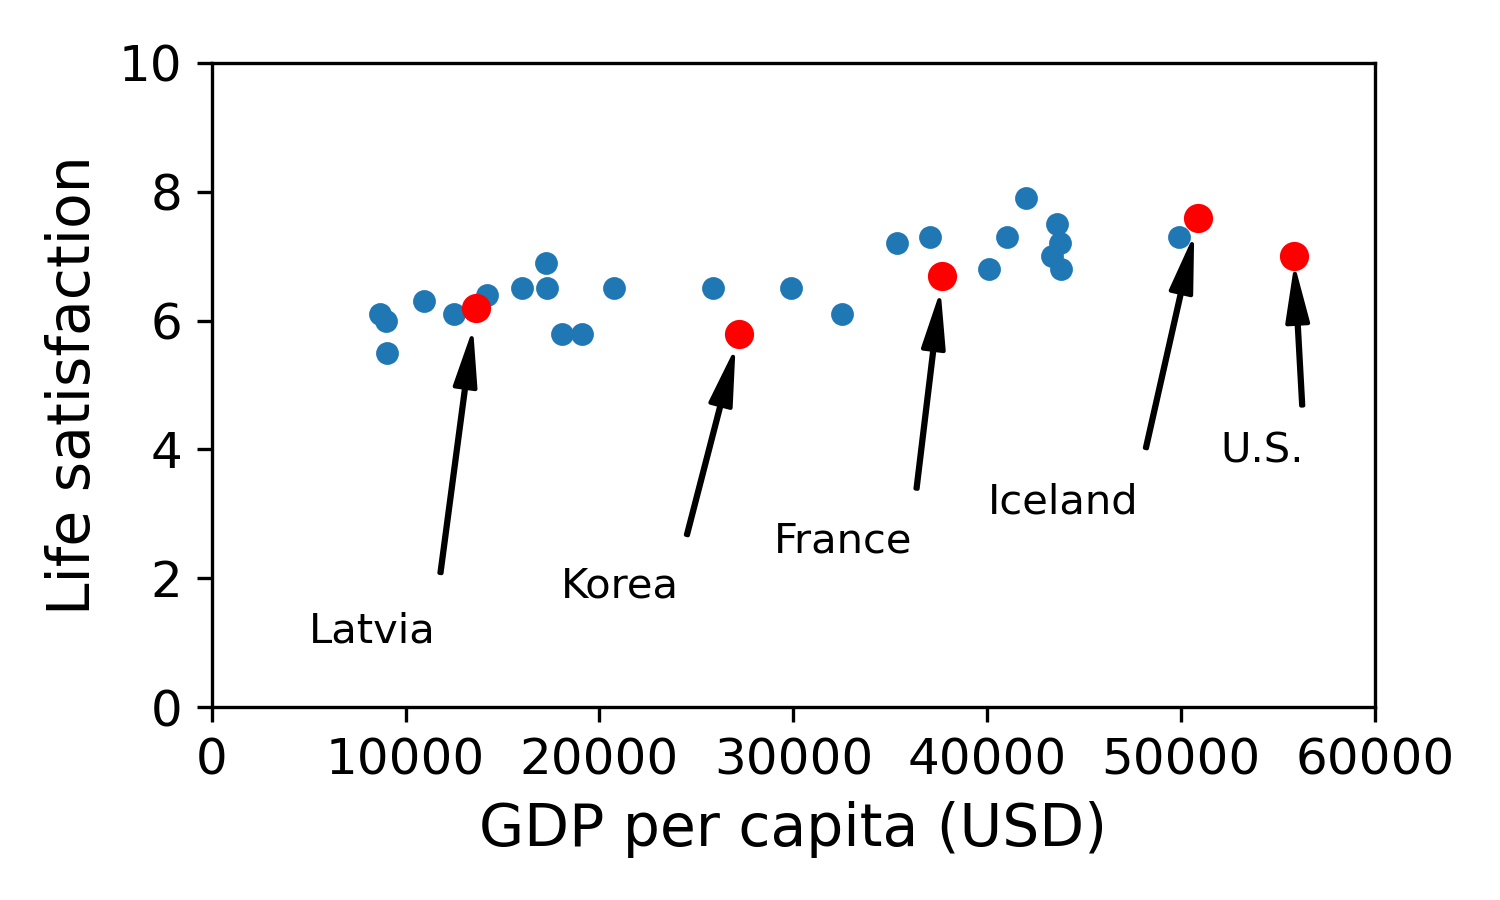 10
8
6
4
2
0
Life satisfaction
U.S.
Iceland
France
Korea
Latvia
0 10000 20000 30000 40000 50000 60000
GDP per capita (USD)